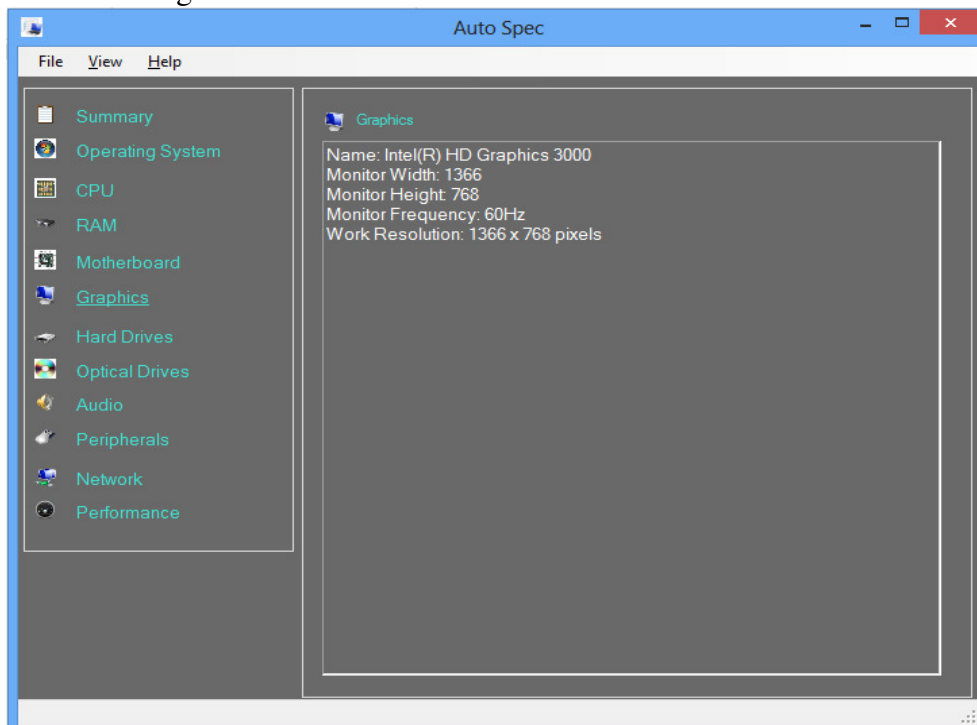 Auto Spec
File View Help
Summary
Operating System
CPU
RAM
Motherboard
Graphics
Hard Drives
Optical Drives
Audio
Peripherals
Network
Performance
Graphics
Name: Intel(R) HD Graphics 3000
Monitor Width: 1366
Monitor Height: 768
Monitor Frequency: 60Hz
Work Resolution: 1366 x 768 pixels